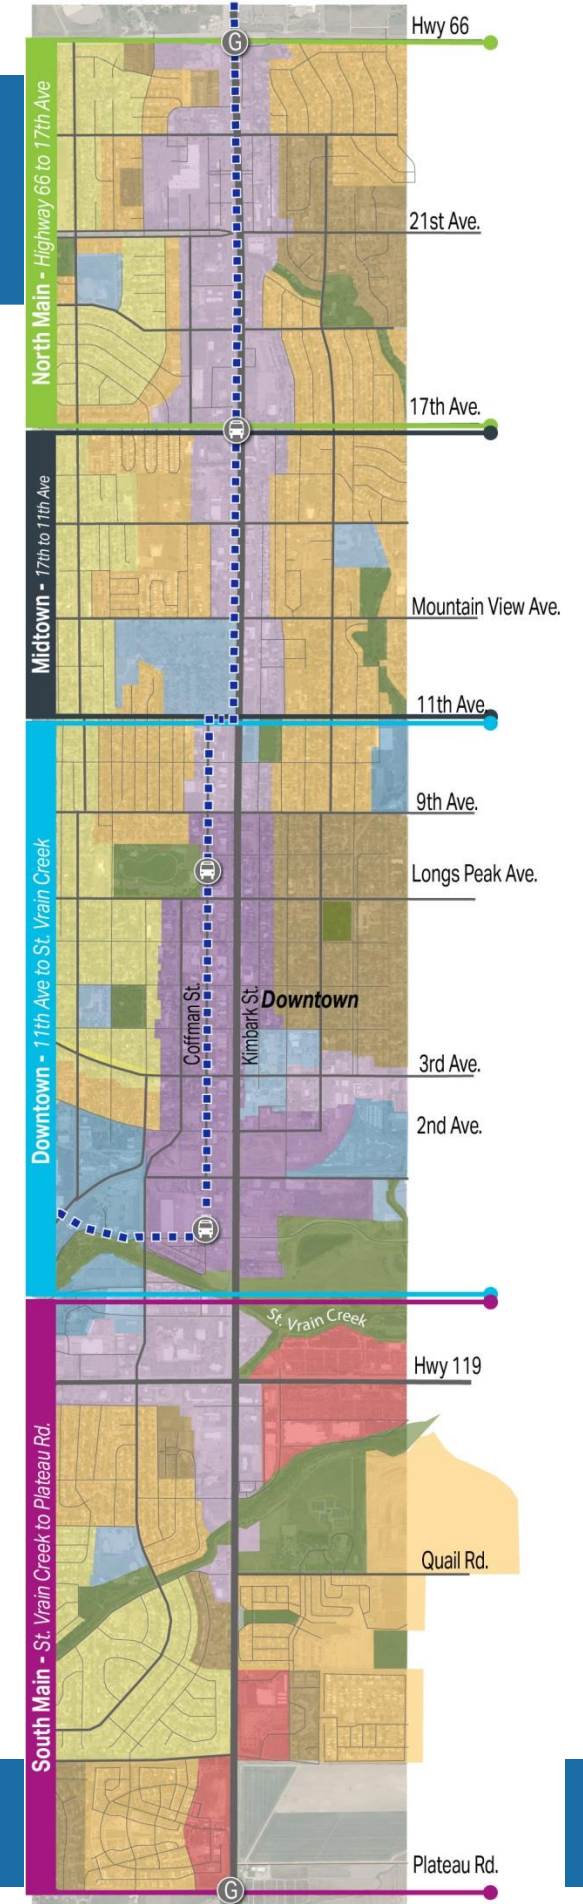 Hwy 66
G
North Main - Highway 66 to 17th Ave
21st Ave.
17th Ave.
Midtown - 17th to 11th Ave
Mountain View Ave.
11th Ave.
Downtown - 11th Ave to St. Vrain Creek
9th Ave.
Longs Peak Ave.
Coffman St.
Kimbark St.
Downtown
3rd Ave.
2nd Ave.
St. Vrain Creek
South Main - St. Vrain Creek to Plateau Rd.
Hwy 119
Quail Rd.
Plateau Rd.
G